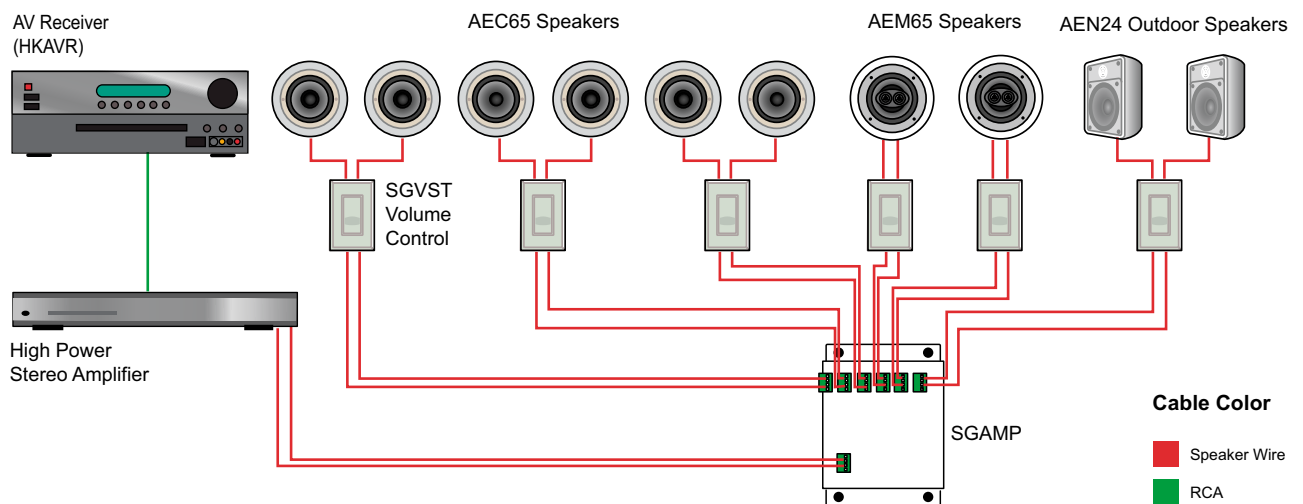 AV Receiver
(HKAVR)
AEC65 Speakers
AEM65 Speakers
AEN24 Outdoor Speakers
SGVST
Volume
Control
High Power
Stereo Amplifier
SGAMP
Cable Color
Speaker Wire
RCA